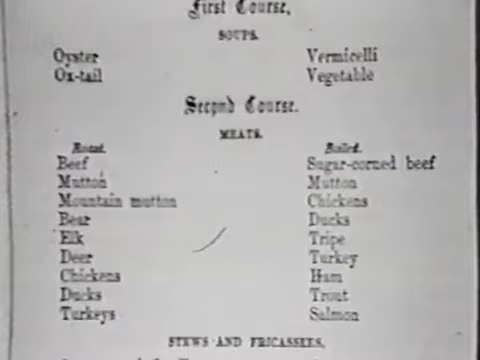 First Course.
SOUPS.
Oyster Vermicelli
Ox-tail Vegetable
Second Course.
MEATS.
Roast. Boiled.
Beef Sugar-corned beef
Mutton Mutton
Mountain mutton Chickens
Bear Ducks
Elk Tripe
Deer Turkey
Chickens Ham
Ducks Trout
Turkeys Salmon
STEWS AND FRICASSEES.